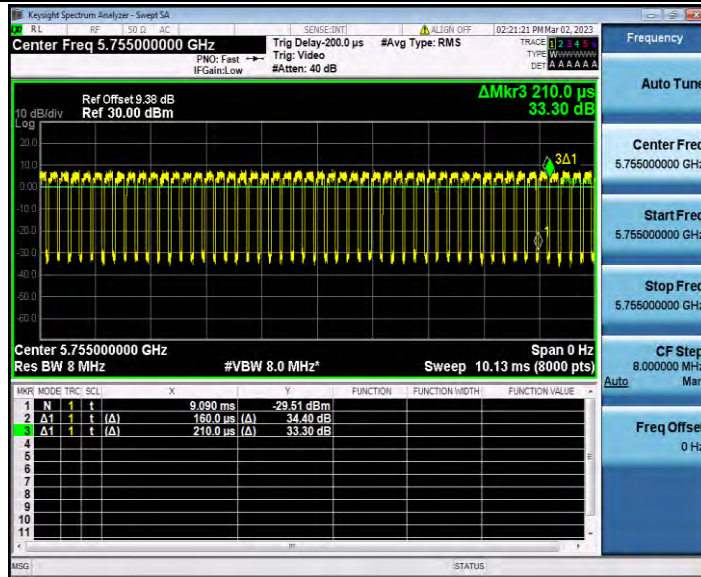 Keysight Spectrum Analyzer - Swept SA
RL RF 50 Ω AC SENSE:INT ALIGN OFF 02:21:21 PM Mar 02, 2023
Center Freq 5.755000000 GHz
PNO: Fast
IFGain:Low
Trig Delay-200.0 µs
Trig: Video
#Atten: 40 dB
#Avg Type: RMS
TRACE 1 2 3 4 5 6
TYPE W
DET A A A A A A
Frequency
Ref Offset 9.38 dB
10 dB/div Ref 30.00 dBm
Log
ΔMkr3 210.0 µs
33.30 dB
20.0
10.0
0.00
-10.0
-20.0
-30.0
-40.0
-50.0
-60.0
3Δ1
1
Center 5.755000000 GHz Span 0 Hz
Res BW 8 MHz #VBW 8.0 MHz* Sweep 10.13 ms (8000 pts)
MKR MODE TRC SCL X Y FUNCTION FUNCTION WIDTH FUNCTION VALUE
1 N 1 t 9.090 ms -29.51 dBm
2 Δ1 1 t (Δ) 160.0 µs (Δ) 34.40 dB
3 Δ1 1 t (Δ) 210.0 µs (Δ) 33.30 dB
4
5
6
7
8
9
10
11
MSG STATUS
Auto Tune
Center Freq
5.755000000 GHz
Start Freq
5.755000000 GHz
Stop Freq
5.755000000 GHz
CF Step
8.000000 MHz
Auto Man
Freq Offset
0 Hz